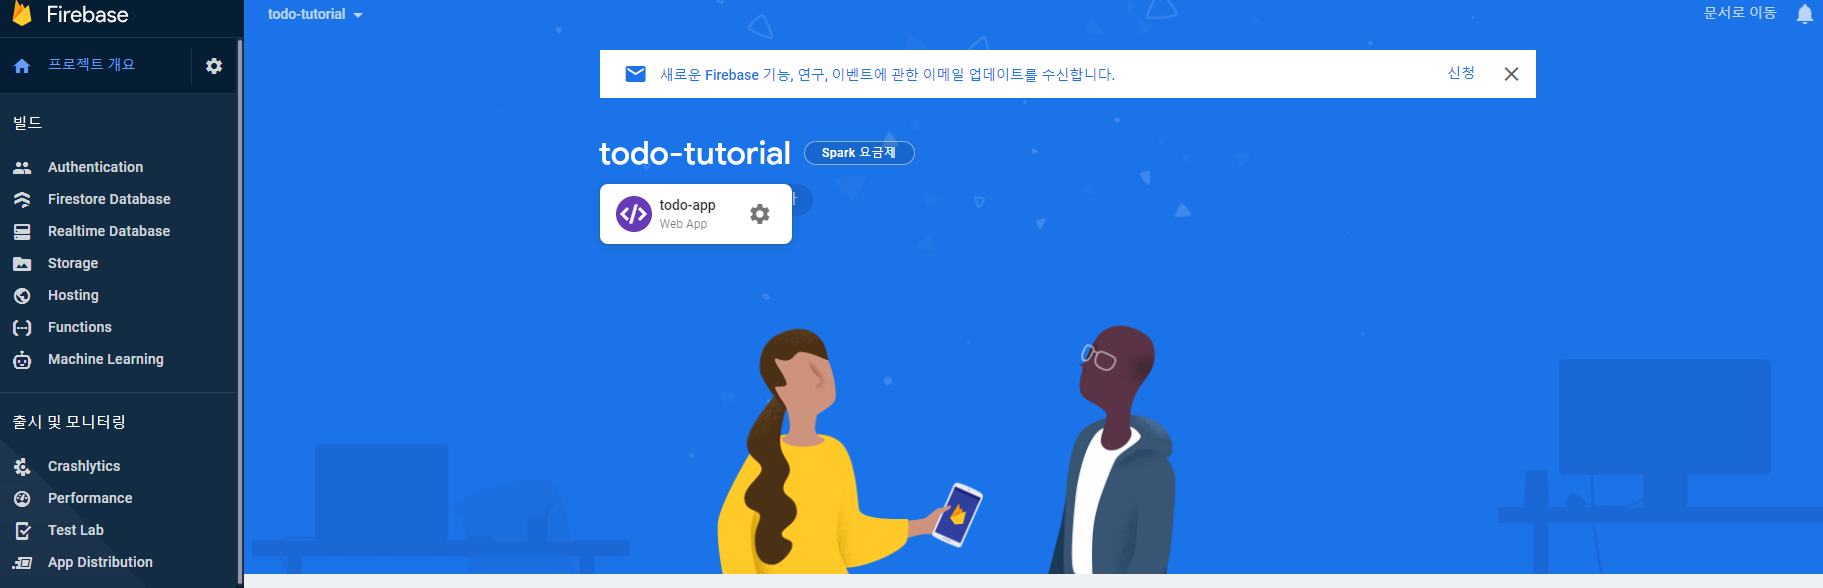 Firebase
프로젝트 개요
빌드
Authentication
Firestore Database
Realtime Database
Storage
Hosting
Functions
Machine Learning
출시 및 모니터링
Crashlytics
Performance
Test Lab
App Distribution
todo-tutorial
문서로 이동
새로운 Firebase 기능, 연구, 이벤트에 관한 이메일 업데이트를 수신합니다.
신청
todo-tutorial
Spark 요금제
todo-app
Web App